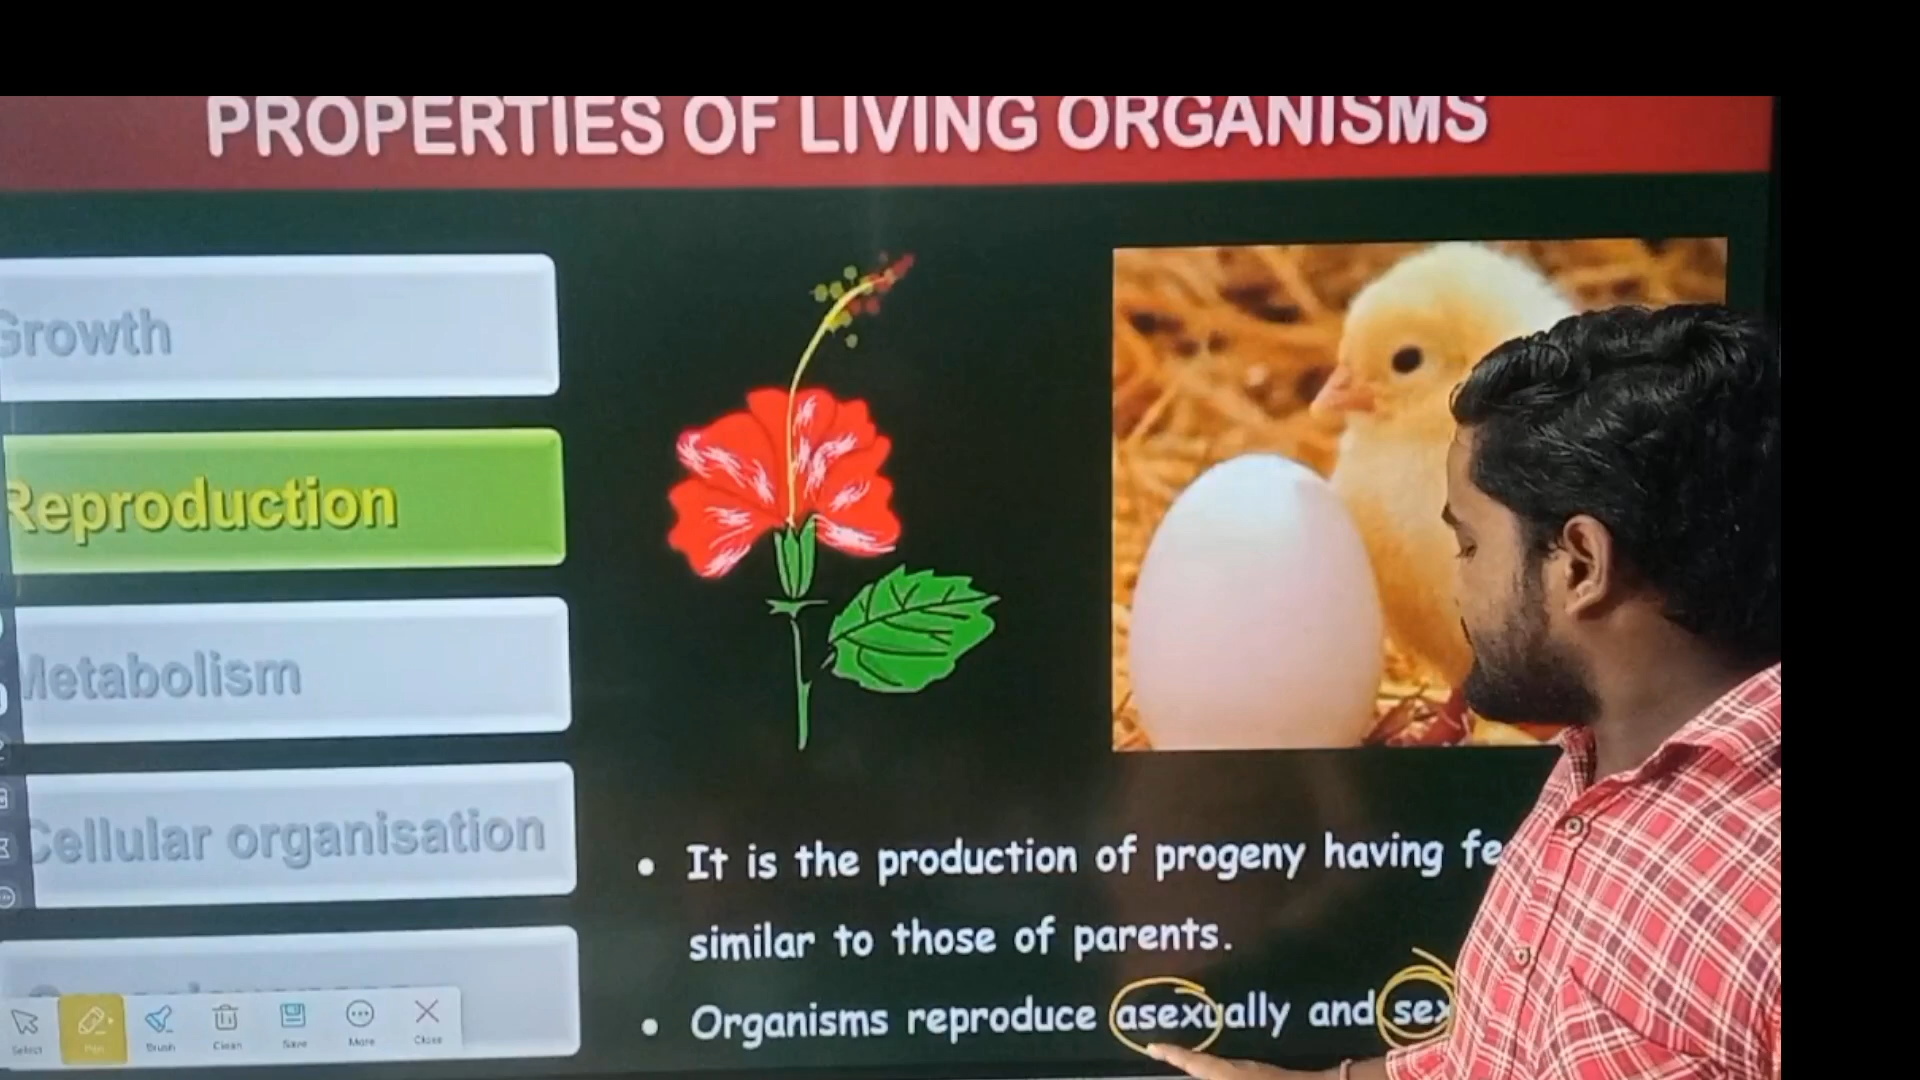 PROPERTIES OF LIVING ORGANISMS
Growth
Reproduction
Metabolism
Cellular organisation
It is the production of progeny having fe
similar to those of parents.
Organisms reproduce asexually and sex
Select
Pen
Brush
Clean
Save
More
Close